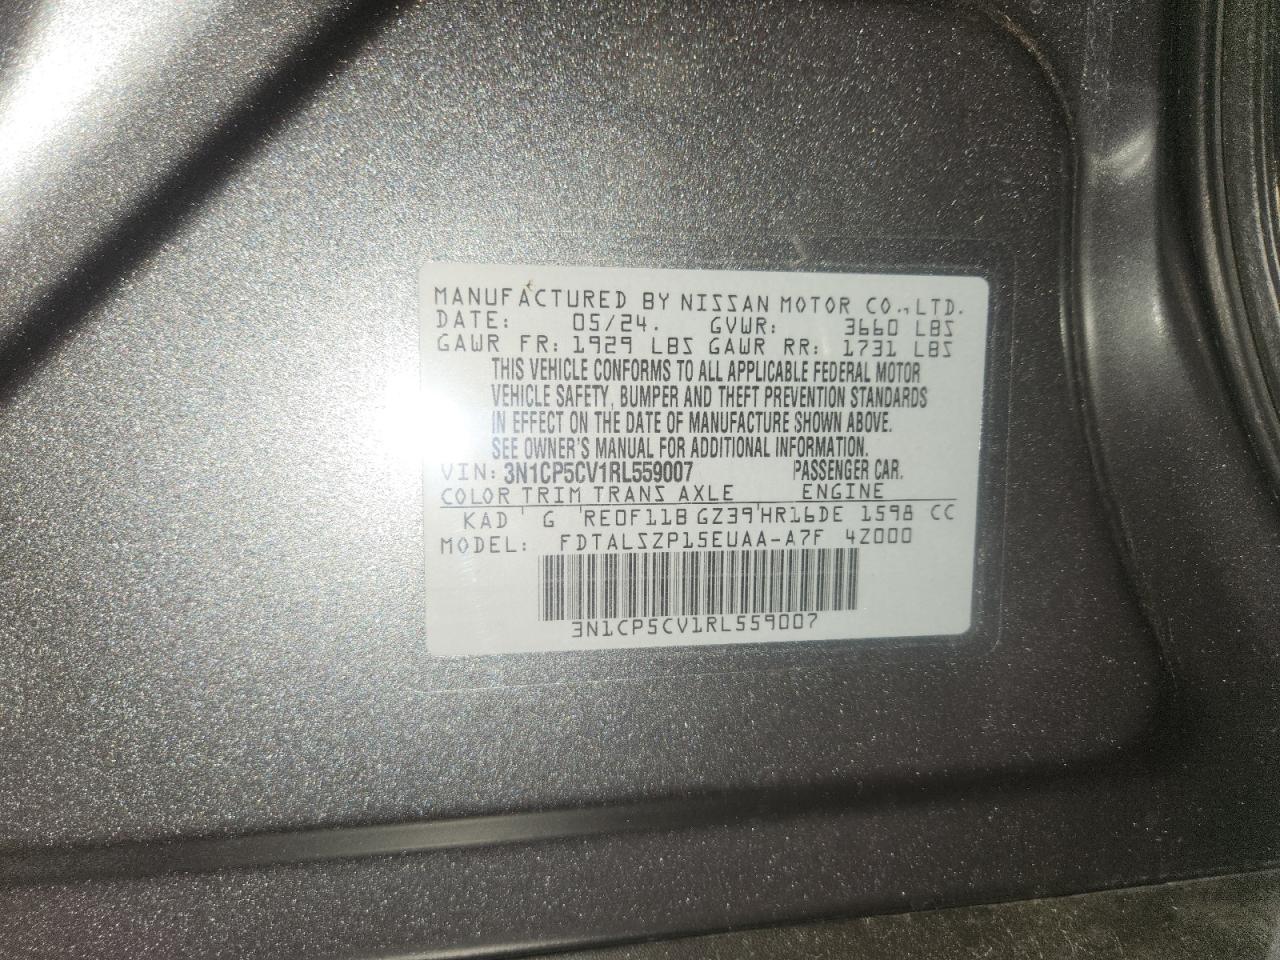 MANUFACTURED BY NISSAN MOTOR CO.,LTD.
DATE: 05/24. GVWR: 3660 LBS
GAWR FR: 1929 LBS GAWR RR: 1731 LBS
THIS VEHICLE CONFORMS TO ALL APPLICABLE FEDERAL MOTOR
VEHICLE SAFETY, BUMPER AND THEFT PREVENTION STANDARDS
IN EFFECT ON THE DATE OF MANUFACTURE SHOWN ABOVE.
SEE OWNER'S MANUAL FOR ADDITIONAL INFORMATION.
VIN: 3N1CP5CV1RL559007 PASSENGER CAR.
COLOR TRIM TRANS AXLE ENGINE
KAD G RE0F11B GZ39 HR16DE 1598 CC
MODEL: FDTALSZP15EUAA-A7F 4Z000
3N1CP5CV1RL559007